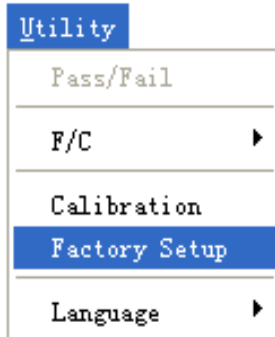 Utility
Pass/Fail
F/C
Calibration
Factory Setup
Language